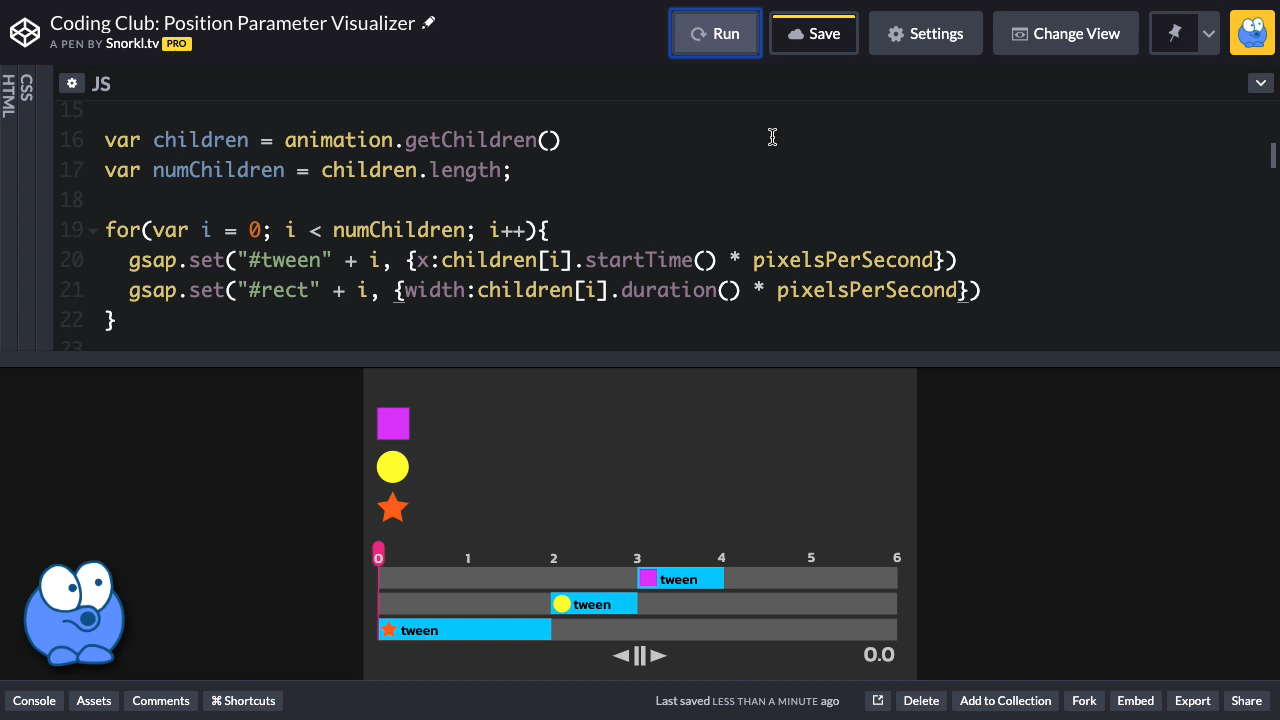 Coding Club: Position Parameter Visualizer
A PEN BY Snorkl.tv PRO
Run
Save
Settings
Change View
HTML
CSS
JS
15
16 var children = animation.getChildren()
17 var numChildren = children.length;
18
19 for(var i = 0; i < numChildren; i++){
20 gsap.set("#tween" + i, {x:children[i].startTime() * pixelsPerSecond})
21 gsap.set("#rect" + i, {width:children[i].duration() * pixelsPerSecond})
22 }
23
0 1 2 3 4 5 6
tween
tween
tween
0.0
Console Assets Comments ⌘ Shortcuts
Last saved LESS THAN A MINUTE ago
Delete Add to Collection Fork Embed Export Share